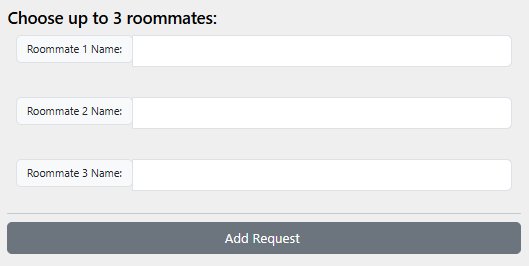 Choose up to 3 roommates:
Roommate 1 Name:
Roommate 2 Name:
Roommate 3 Name:
Add Request